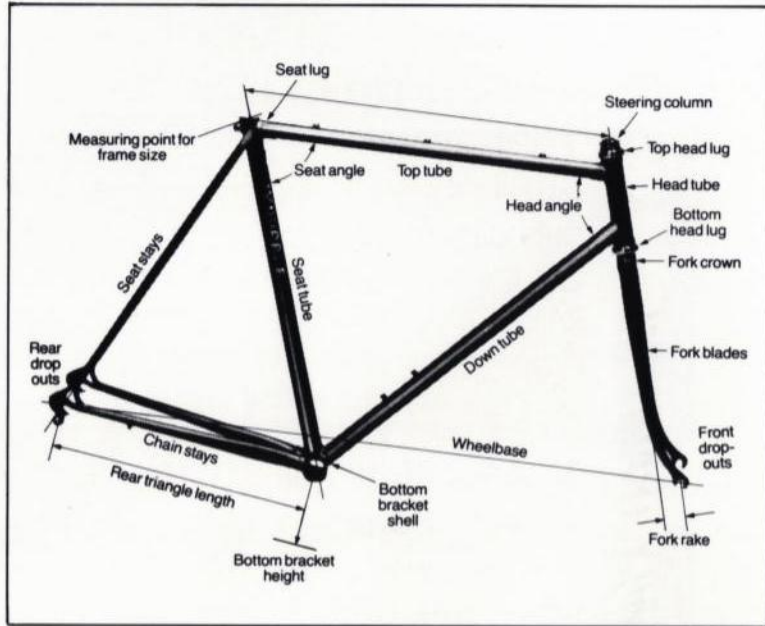 Seat lug
Steering column
Measuring point for
frame size
Top head lug
Seat angle
Top tube
Head tube
Head angle
Bottom
head lug
Fork crown
Seat stays
Seat tube
Down tube
Fork blades
Rear
drop
outs
Chain stays
Wheelbase
Front
drop-
outs
Rear triangle length
Bottom
bracket
shell
Fork rake
Bottom bracket
height